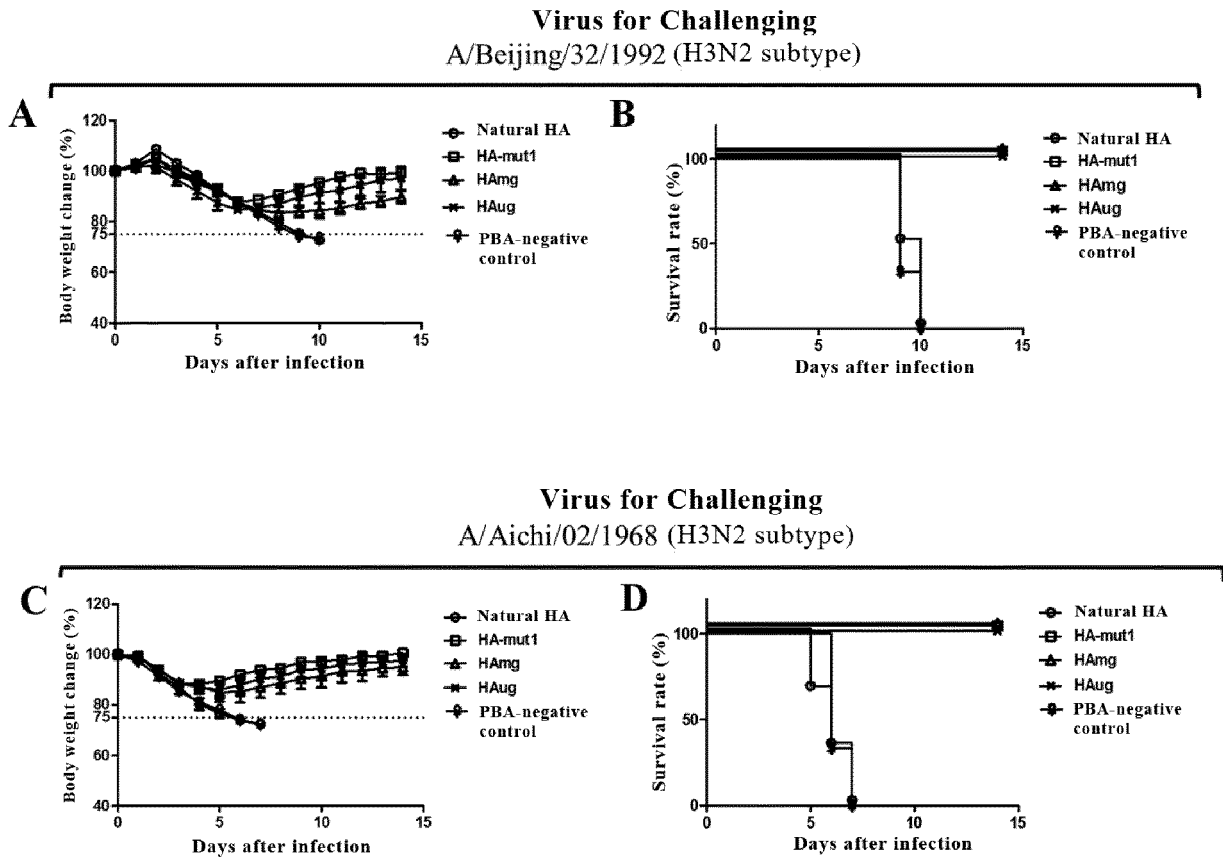 Virus for Challenging
A/Beijing/32/1992 (H3N2 subtype)
A
Body weight change (%)
120
100
80
75
60
40
0
5
10
15
Days after infection
Natural HA
HA-mut1
HAmg
HAug
PBA-negative
control
B
Survival rate (%)
100
50
0
5
10
15
Days after infection
Natural HA
HA-mut1
HAmg
HAug
PBA-negative
control
Virus for Challenging
A/Aichi/02/1968 (H3N2 subtype)
C
Body weight change (%)
120
100
80
75
60
40
0
5
10
15
Days after infection
Natural HA
HA-mut1
HAmg
HAug
PBA-negative
control
D
Survival rate (%)
100
50
0
0
5
10
15
Days after infection
Natural HA
HA-mut1
HAmg
HAug
PBA-negative
control